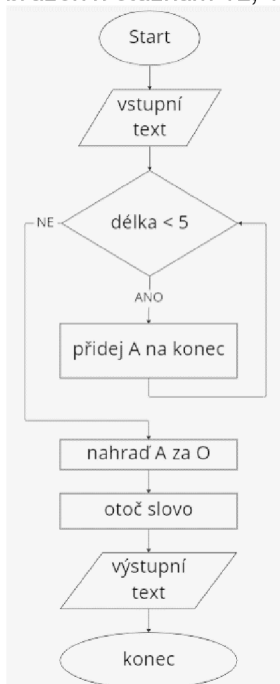 Start
vstupní
text
NE
délka < 5
ANO
přidej A na konec
nahraď A za O
otoč slovo
výstupní
text
konec